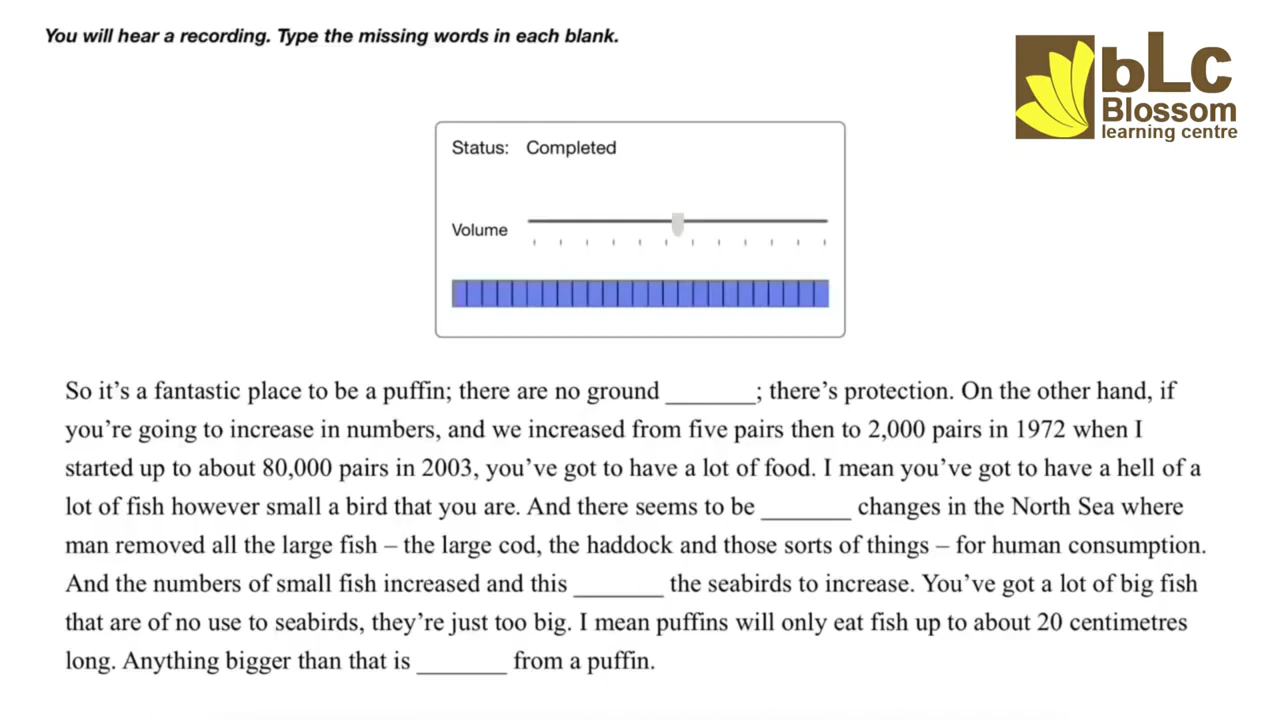 You will hear a recording. Type the missing words in each blank.
bLc
Blossom
learning centre
Status: Completed
Volume
So it's a fantastic place to be a puffin; there are no ground ________; there's protection. On the other hand, if
you're going to increase in numbers, and we increased from five pairs then to 2,000 pairs in 1972 when I
started up to about 80,000 pairs in 2003, you've got to have a lot of food. I mean you've got to have a hell of a
lot of fish however small a bird that you are. And there seems to be ________ changes in the North Sea where
man removed all the large fish – the large cod, the haddock and those sorts of things – for human consumption.
And the numbers of small fish increased and this ________ the seabirds to increase. You've got a lot of big fish
that are of no use to seabirds, they're just too big. I mean puffins will only eat fish up to about 20 centimetres
long. Anything bigger than that is ________ from a puffin.